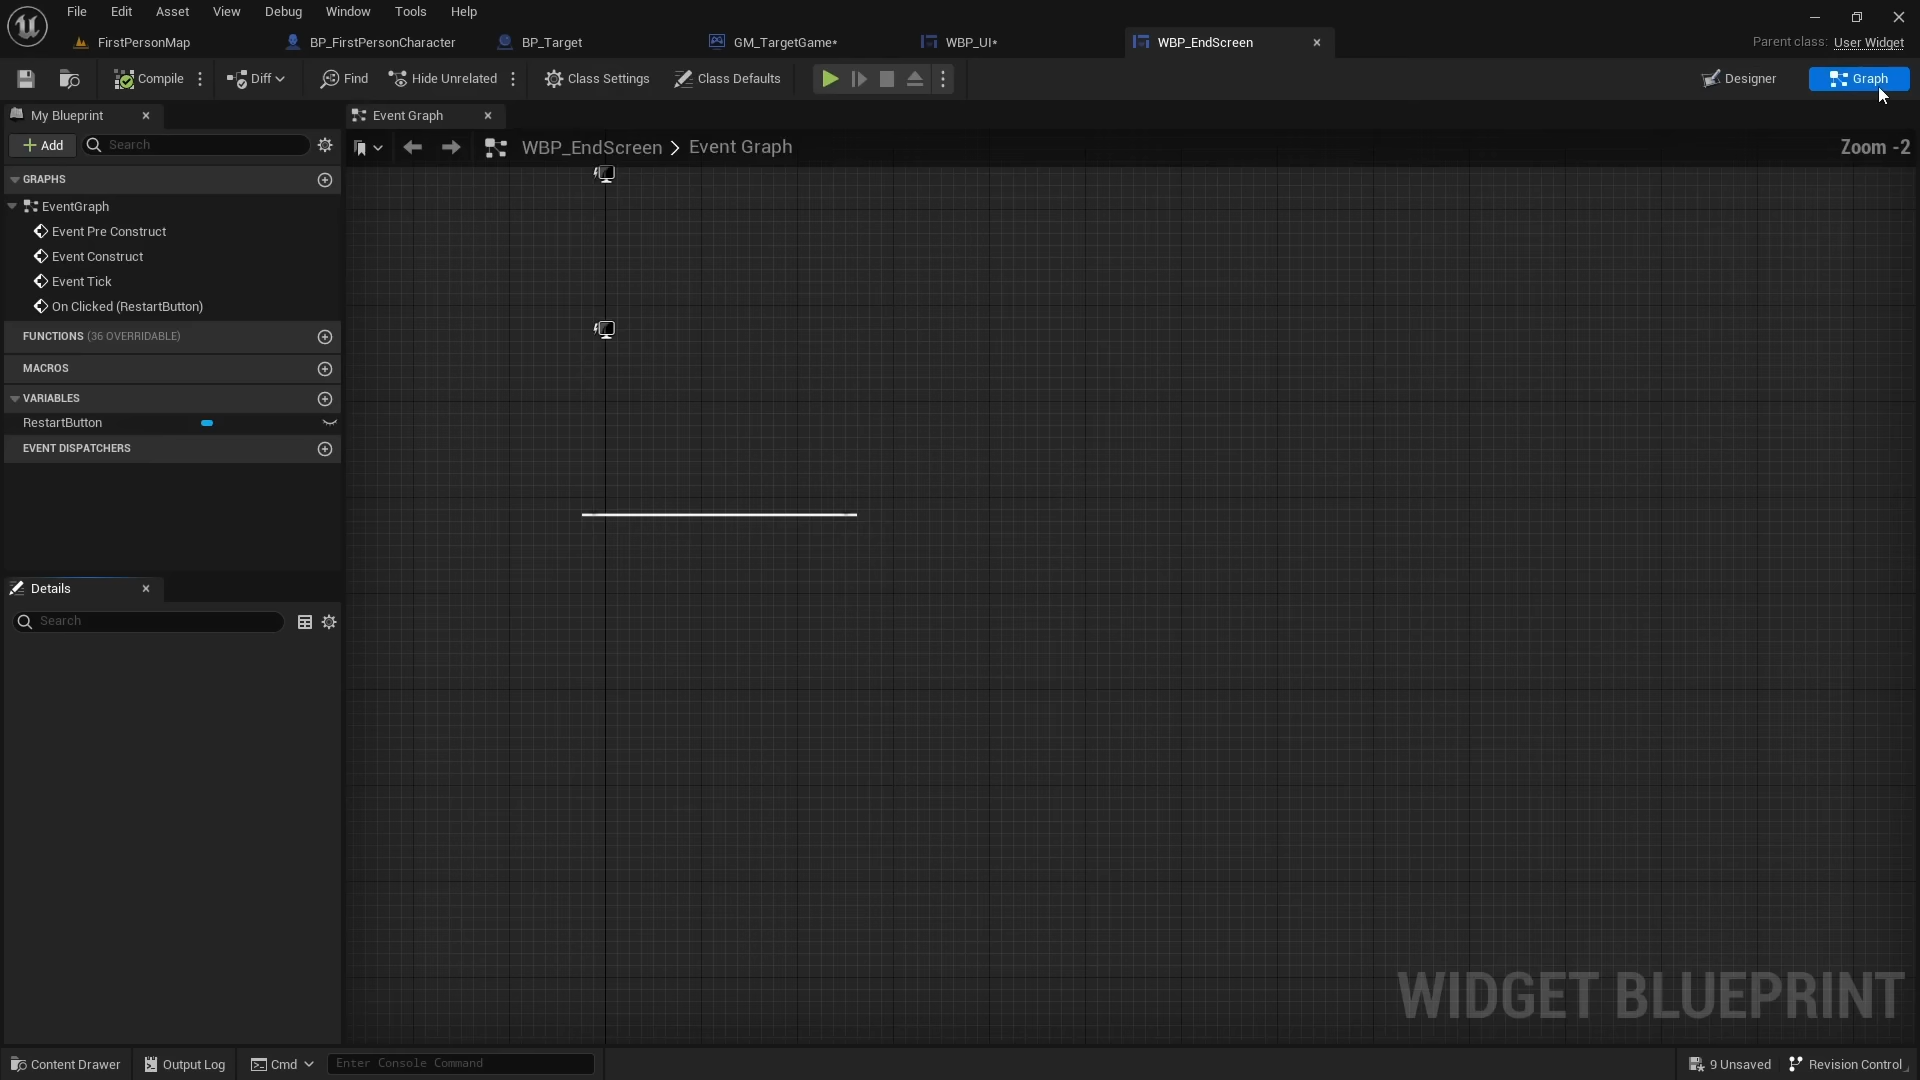 File Edit Asset View Debug Window Tools Help
FirstPersonMap BP_FirstPersonCharacter BP_Target GM_TargetGame* WBP_UI* WBP_EndScreen Parent class: User Widget
Compile Diff Find Hide Unrelated Class Settings Class Defaults Designer Graph
My Blueprint Event Graph
Add Search WBP_EndScreen > Event Graph Zoom -2
GRAPHS
EventGraph
Event Pre Construct
Event Construct
Event Tick
On Clicked (RestartButton)
FUNCTIONS (36 OVERRIDABLE)
MACROS
VARIABLES
RestartButton
EVENT DISPATCHERS
Details
Search
WIDGET BLUEPRINT
Content Drawer Output Log Cmd Enter Console Command 9 Unsaved Revision Control